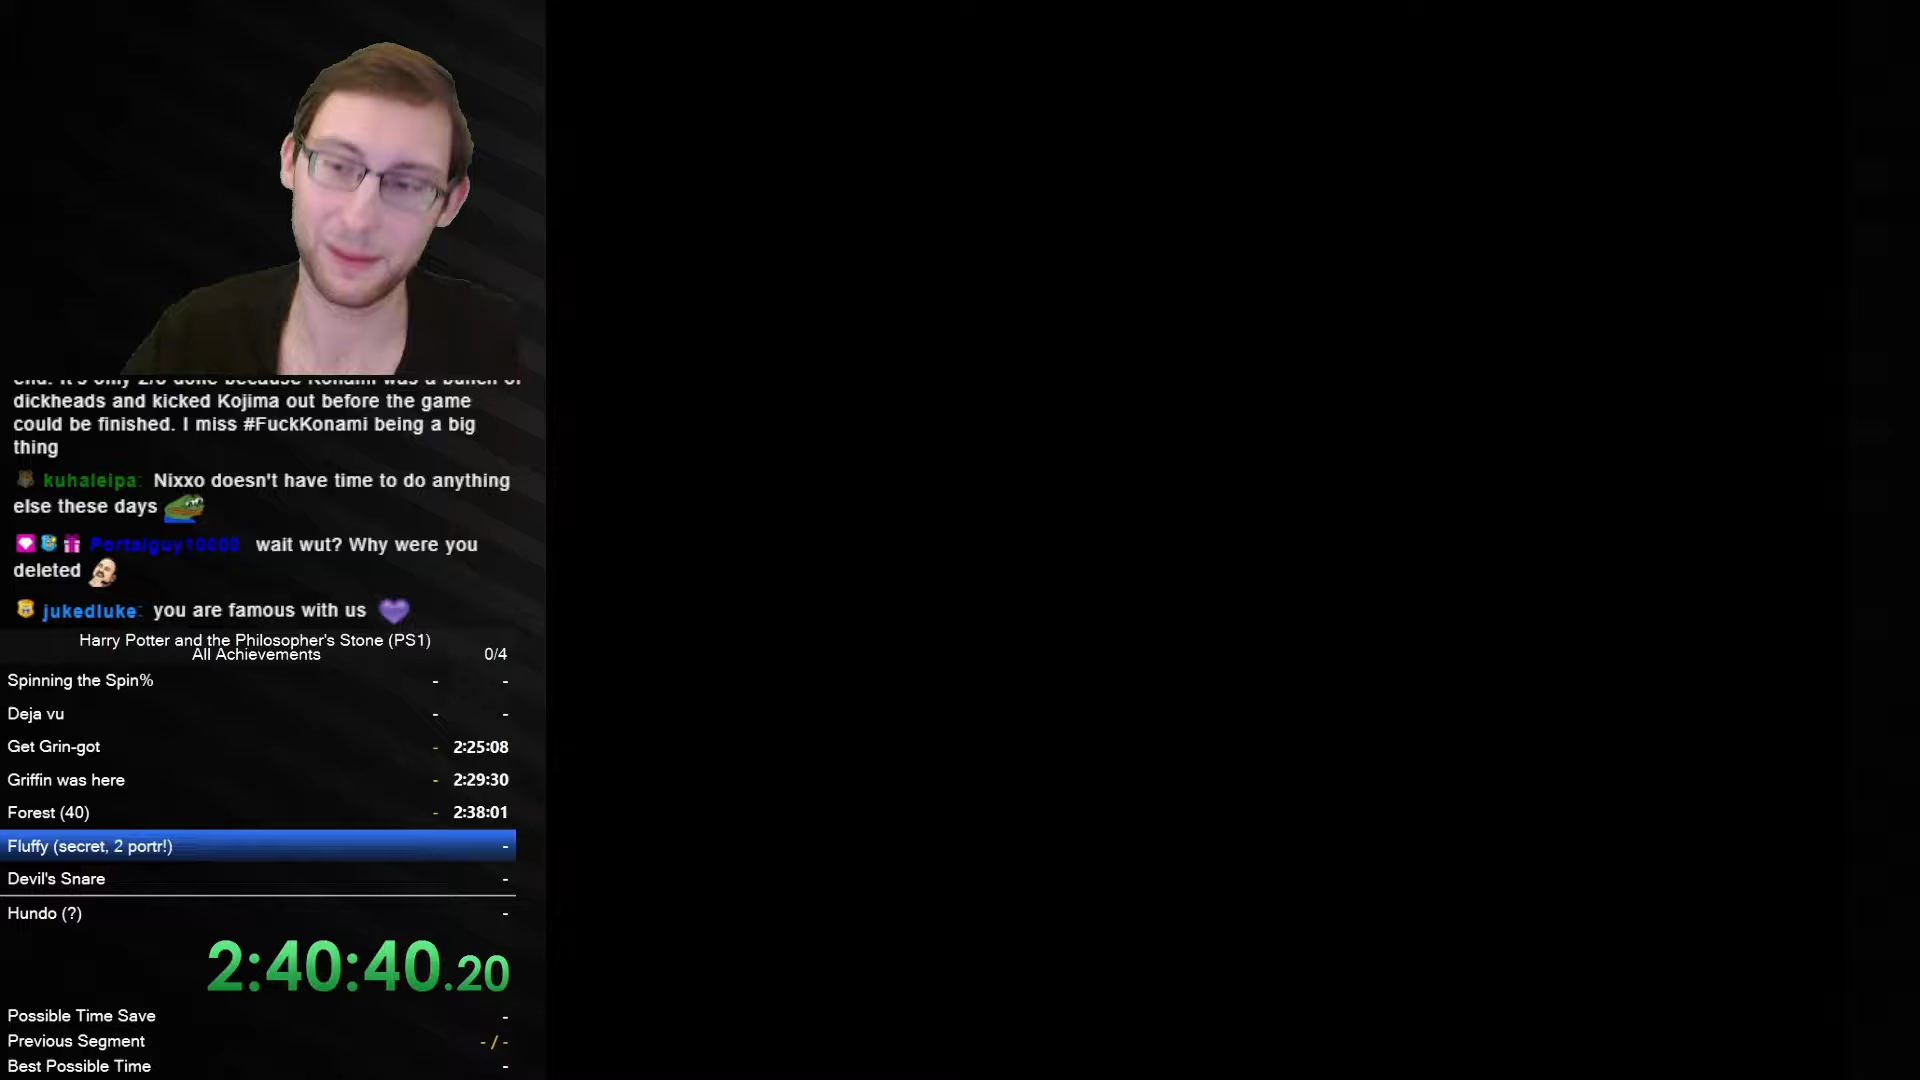 dickheads and kicked Kojima out before the game
could be finished. I miss #FuckKonami being a big
thing
kuhaleipa: Nixxo doesn't have time to do anything
else these days
Portalguy10000 wait wut? Why were you
deleted
jukedluke: you are famous with us
Harry Potter and the Philosopher's Stone (PS1)
All Achievements 0/4
Spinning the Spin% - -
Deja vu - -
Get Grin-got - 2:25:08
Griffin was here - 2:29:30
Forest (40) - 2:38:01
Fluffy (secret, 2 portr!) -
Devil's Snare -
Hundo (?) -
2:40:40.20
Possible Time Save -
Previous Segment - / -
Best Possible Time -